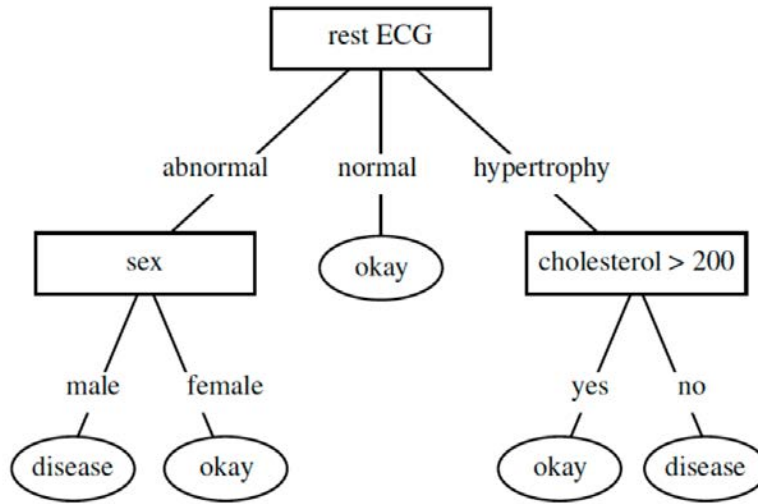 rest ECG
abnormal normal hypertrophy
sex okay cholesterol > 200
male female yes no
disease okay okay disease